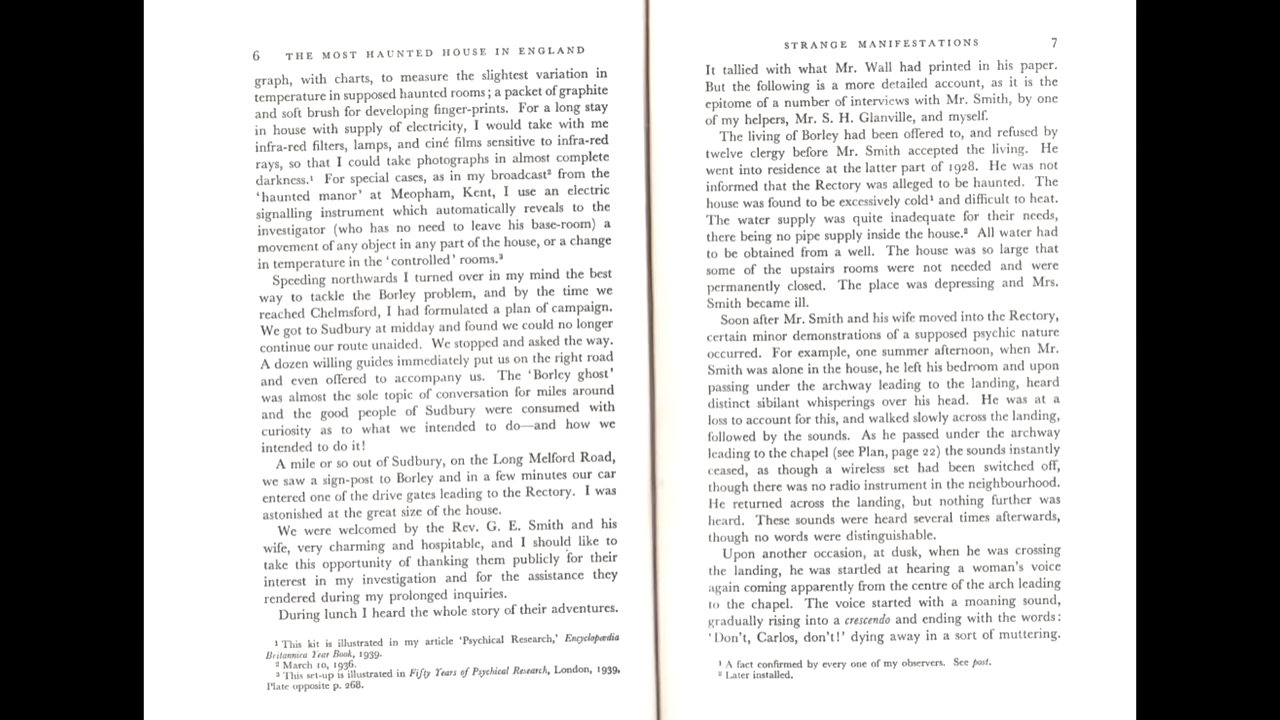 6 THE MOST HAUNTED HOUSE IN ENGLAND
graph, with charts, to measure the slightest variation in
temperature in supposed haunted rooms; a packet of graphite
and soft brush for developing finger-prints. For a long stay
in house with supply of electricity, I would take with me
infra-red filters, lamps, and ciné films sensitive to infra-red
rays, so that I could take photographs in almost complete
darkness.¹ For special cases, as in my broadcast² from the
‘haunted manor’ at Meopham, Kent, I use an electric
signalling instrument which automatically reveals to the
investigator (who has no need to leave his base-room) a
movement of any object in any part of the house, or a change
in temperature in the ‘controlled’ rooms.³
Speeding northwards I turned over in my mind the best
way to tackle the Borley problem, and by the time we
reached Chelmsford, I had formulated a plan of campaign.
We got to Sudbury at midday and found we could no longer
continue our route unaided. We stopped and asked the way.
A dozen willing guides immediately put us on the right road
and even offered to accompany us. The ‘Borley ghost’
was almost the sole topic of conversation for miles around
and the good people of Sudbury were consumed with
curiosity as to what we intended to do—and how we
intended to do it!
A mile or so out of Sudbury, on the Long Melford Road,
we saw a sign-post to Borley and in a few minutes our car
entered one of the drive gates leading to the Rectory. I was
astonished at the great size of the house.
We were welcomed by the Rev. G. E. Smith and his
wife, very charming and hospitable, and I should like to
take this opportunity of thanking them publicly for their
interest in my investigation and for the assistance they
rendered during my prolonged inquiries.
During lunch I heard the whole story of their adventures.
¹ This kit is illustrated in my article ‘Psychical Research,’ Encyclopædia
Britannica Year Book, 1939.
² March 10, 1936.
³ This set-up is illustrated in Fifty Years of Psychical Research, London, 1939,
Plate opposite p. 268.
STRANGE MANIFESTATIONS 7
It tallied with what Mr. Wall had printed in his paper.
But the following is a more detailed account, as it is the
epitome of a number of interviews with Mr. Smith, by one
of my helpers, Mr. S. H. Glanville, and myself.
The living of Borley had been offered to, and refused by
twelve clergy before Mr. Smith accepted the living. He
went into residence at the latter part of 1928. He was not
informed that the Rectory was alleged to be haunted. The
house was found to be excessively cold¹ and difficult to heat.
The water supply was quite inadequate for their needs,
there being no pipe supply inside the house.² All water had
to be obtained from a well. The house was so large that
some of the upstairs rooms were not needed and were
permanently closed. The place was depressing and Mrs.
Smith became ill.
Soon after Mr. Smith and his wife moved into the Rectory,
certain minor demonstrations of a supposed psychic nature
occurred. For example, one summer afternoon, when Mr.
Smith was alone in the house, he left his bedroom and upon
passing under the archway leading to the landing, heard
distinct sibilant whisperings over his head. He was at a
loss to account for this, and walked slowly across the landing,
followed by the sounds. As he passed under the archway
leading to the chapel (see Plan, page 22) the sounds instantly
ceased, as though a wireless set had been switched off,
though there was no radio instrument in the neighbourhood.
He returned across the landing, but nothing further was
heard. These sounds were heard several times afterwards,
though no words were distinguishable.
Upon another occasion, at dusk, when he was crossing
the landing, he was startled at hearing a woman’s voice
again coming apparently from the centre of the arch leading
to the chapel. The voice started with a moaning sound,
gradually rising into a crescendo and ending with the words:
‘Don’t, Carlos, don’t!’ dying away in a sort of muttering.
¹ A fact confirmed by every one of my observers. See post.
² Later installed.